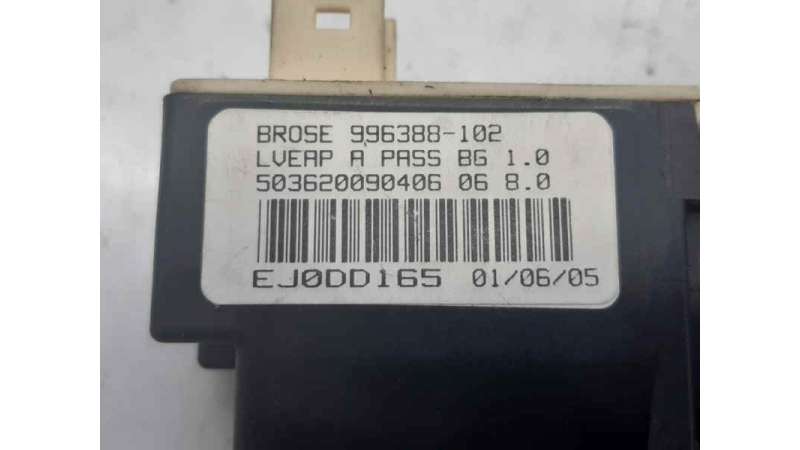 BROSE 996388-102
LVEAP A PASS BG 1.0
503620090406 06 8.0
EJ0DD165 01/06/05